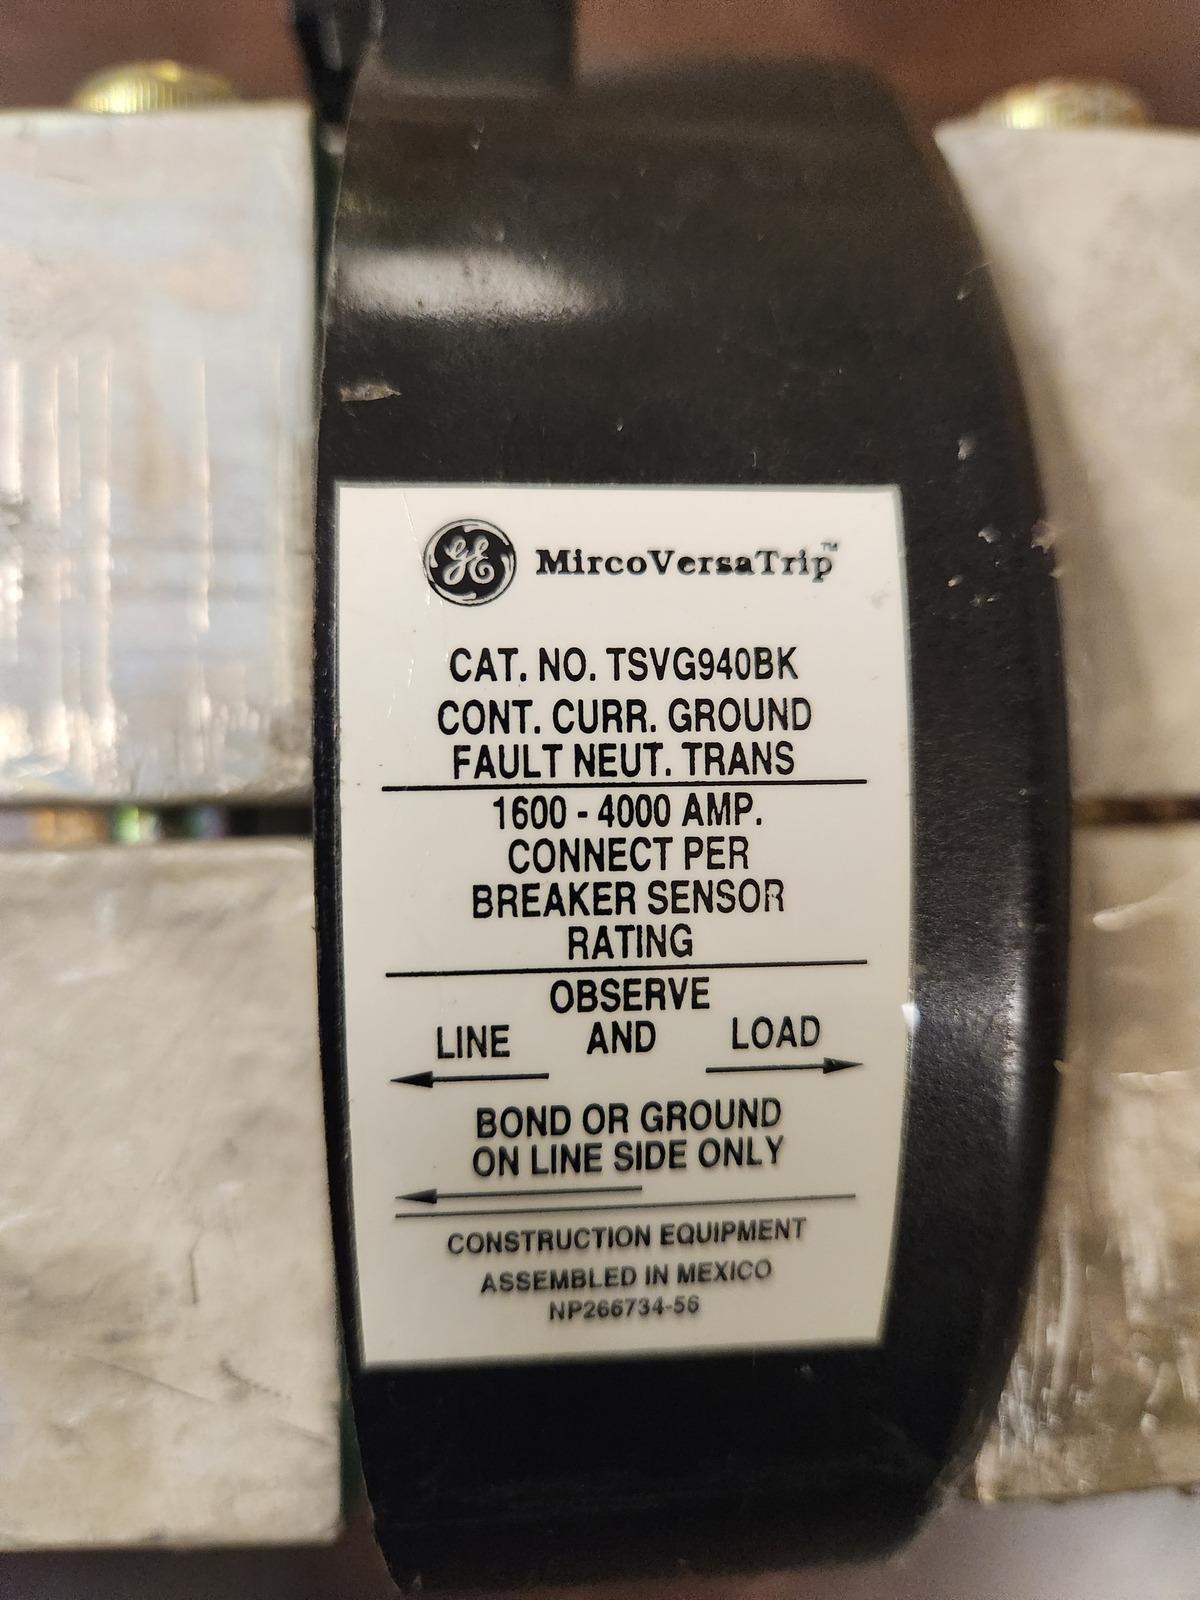 GE MircoVersaTrip™
CAT. NO. TSVG940BK
CONT. CURR. GROUND
FAULT NEUT. TRANS
1600 - 4000 AMP.
CONNECT PER
BREAKER SENSOR
RATING
OBSERVE
LINE AND LOAD
BOND OR GROUND
ON LINE SIDE ONLY
CONSTRUCTION EQUIPMENT
ASSEMBLED IN MEXICO
NP266734-56